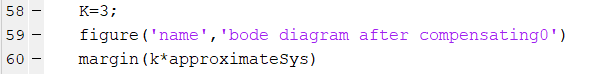 58 - K=3;
59 - figure('name','bode diagram after compensating0')
60 - margin(k*approximateSys)